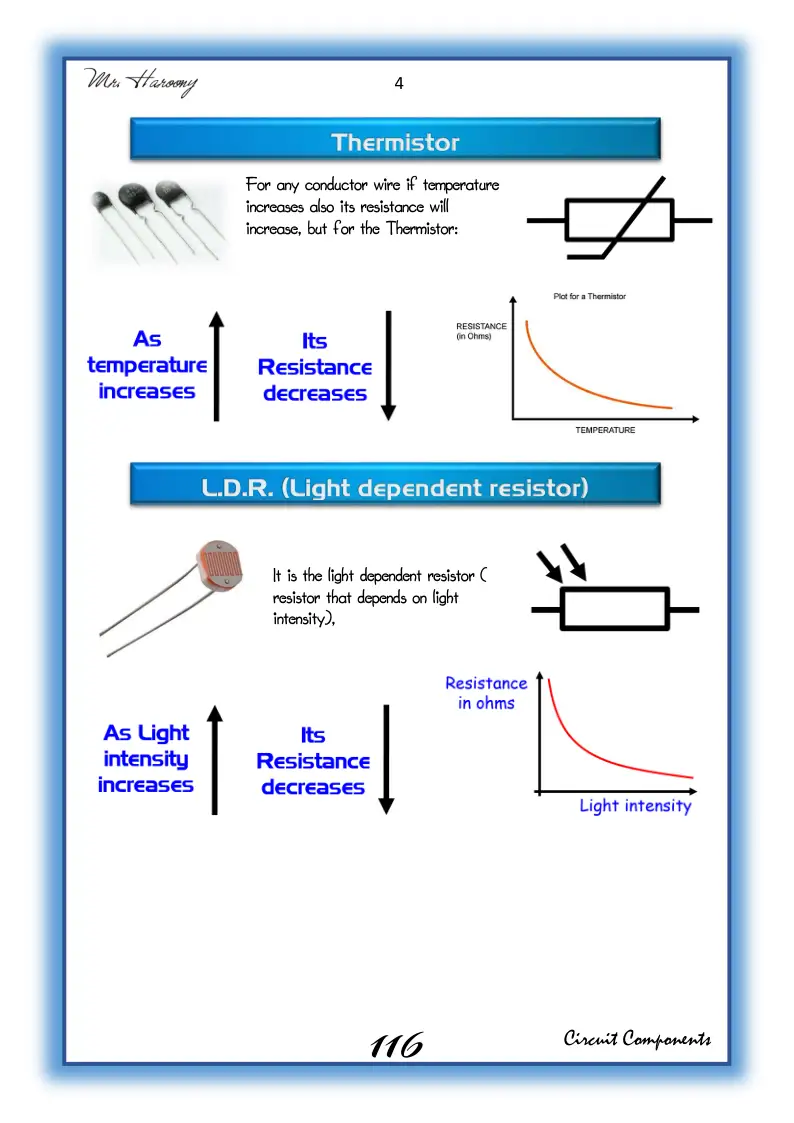 Mr. Haroony
4
Thermistor
For any conductor wire if temperature
increases also its resistance will
increase, but for the Thermistor:
As
temperature
increases
Its
Resistance
decreases
Plot for a Thermistor
RESISTANCE
(in Ohms)
TEMPERATURE
L.D.R. (Light dependent resistor)
It is the light dependent resistor (
resistor that depends on light
intensity),
As Light
intensity
increases
Its
Resistance
decreases
Resistance
in ohms
Light intensity
116
Circuit Components